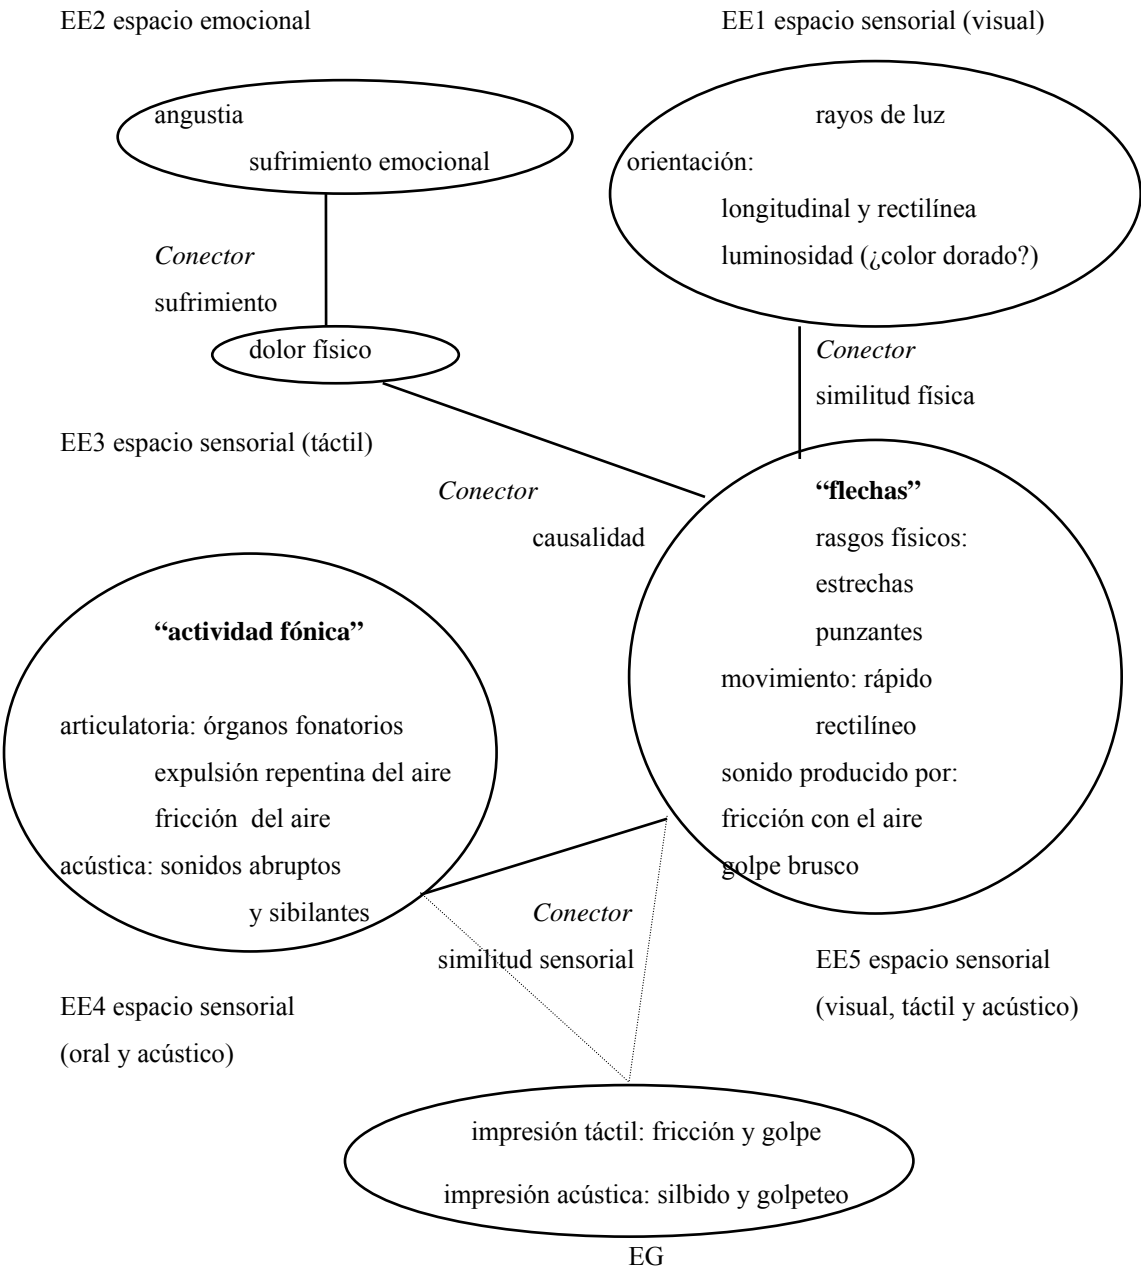 EE2 espacio emocional
EE1 espacio sensorial (visual)
angustia
sufrimiento emocional
rayos de luz
orientación:
longitudinal y rectilínea
luminosidad (¿color dorado?)
Conector
sufrimiento
dolor físico
Conector
similitud física
EE3 espacio sensorial (táctil)
Conector
causalidad
“flechas”
rasgos físicos:
estrechas
punzantes
movimiento: rápido
rectilíneo
sonido producido por:
fricción con el aire
golpe brusco
“actividad fónica”
articulatoria: órganos fonatorios
expulsión repentina del aire
fricción del aire
acústica: sonidos abruptos
y sibilantes
Conector
similitud sensorial
EE5 espacio sensorial
(visual, táctil y acústico)
EE4 espacio sensorial
(oral y acústico)
impresión táctil: fricción y golpe
impresión acústica: silbido y golpeteo
EG